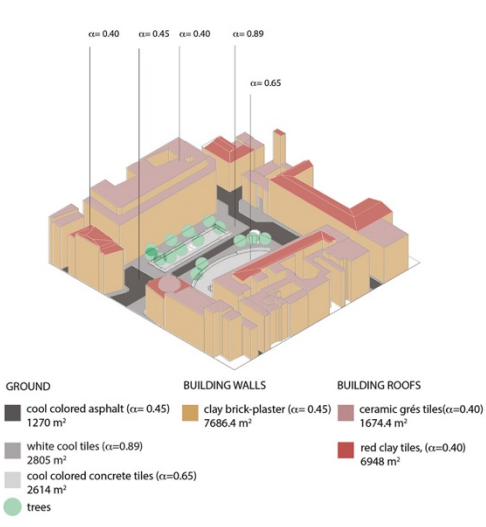 α= 0.40 α= 0.45 α= 0.40 α= 0.89
α= 0.65
GROUND
cool colored asphalt (α= 0.45)
1270 m²
white cool tiles (α=0.89)
2805 m²
cool colored concrete tiles (α=0.65)
2614 m²
trees
BUILDING WALLS
clay brick-plaster (α= 0.45)
7686.4 m²
BUILDING ROOFS
ceramic grés tiles(α=0.40)
1674.4 m²
red clay tiles, (α=0.40)
6948 m²